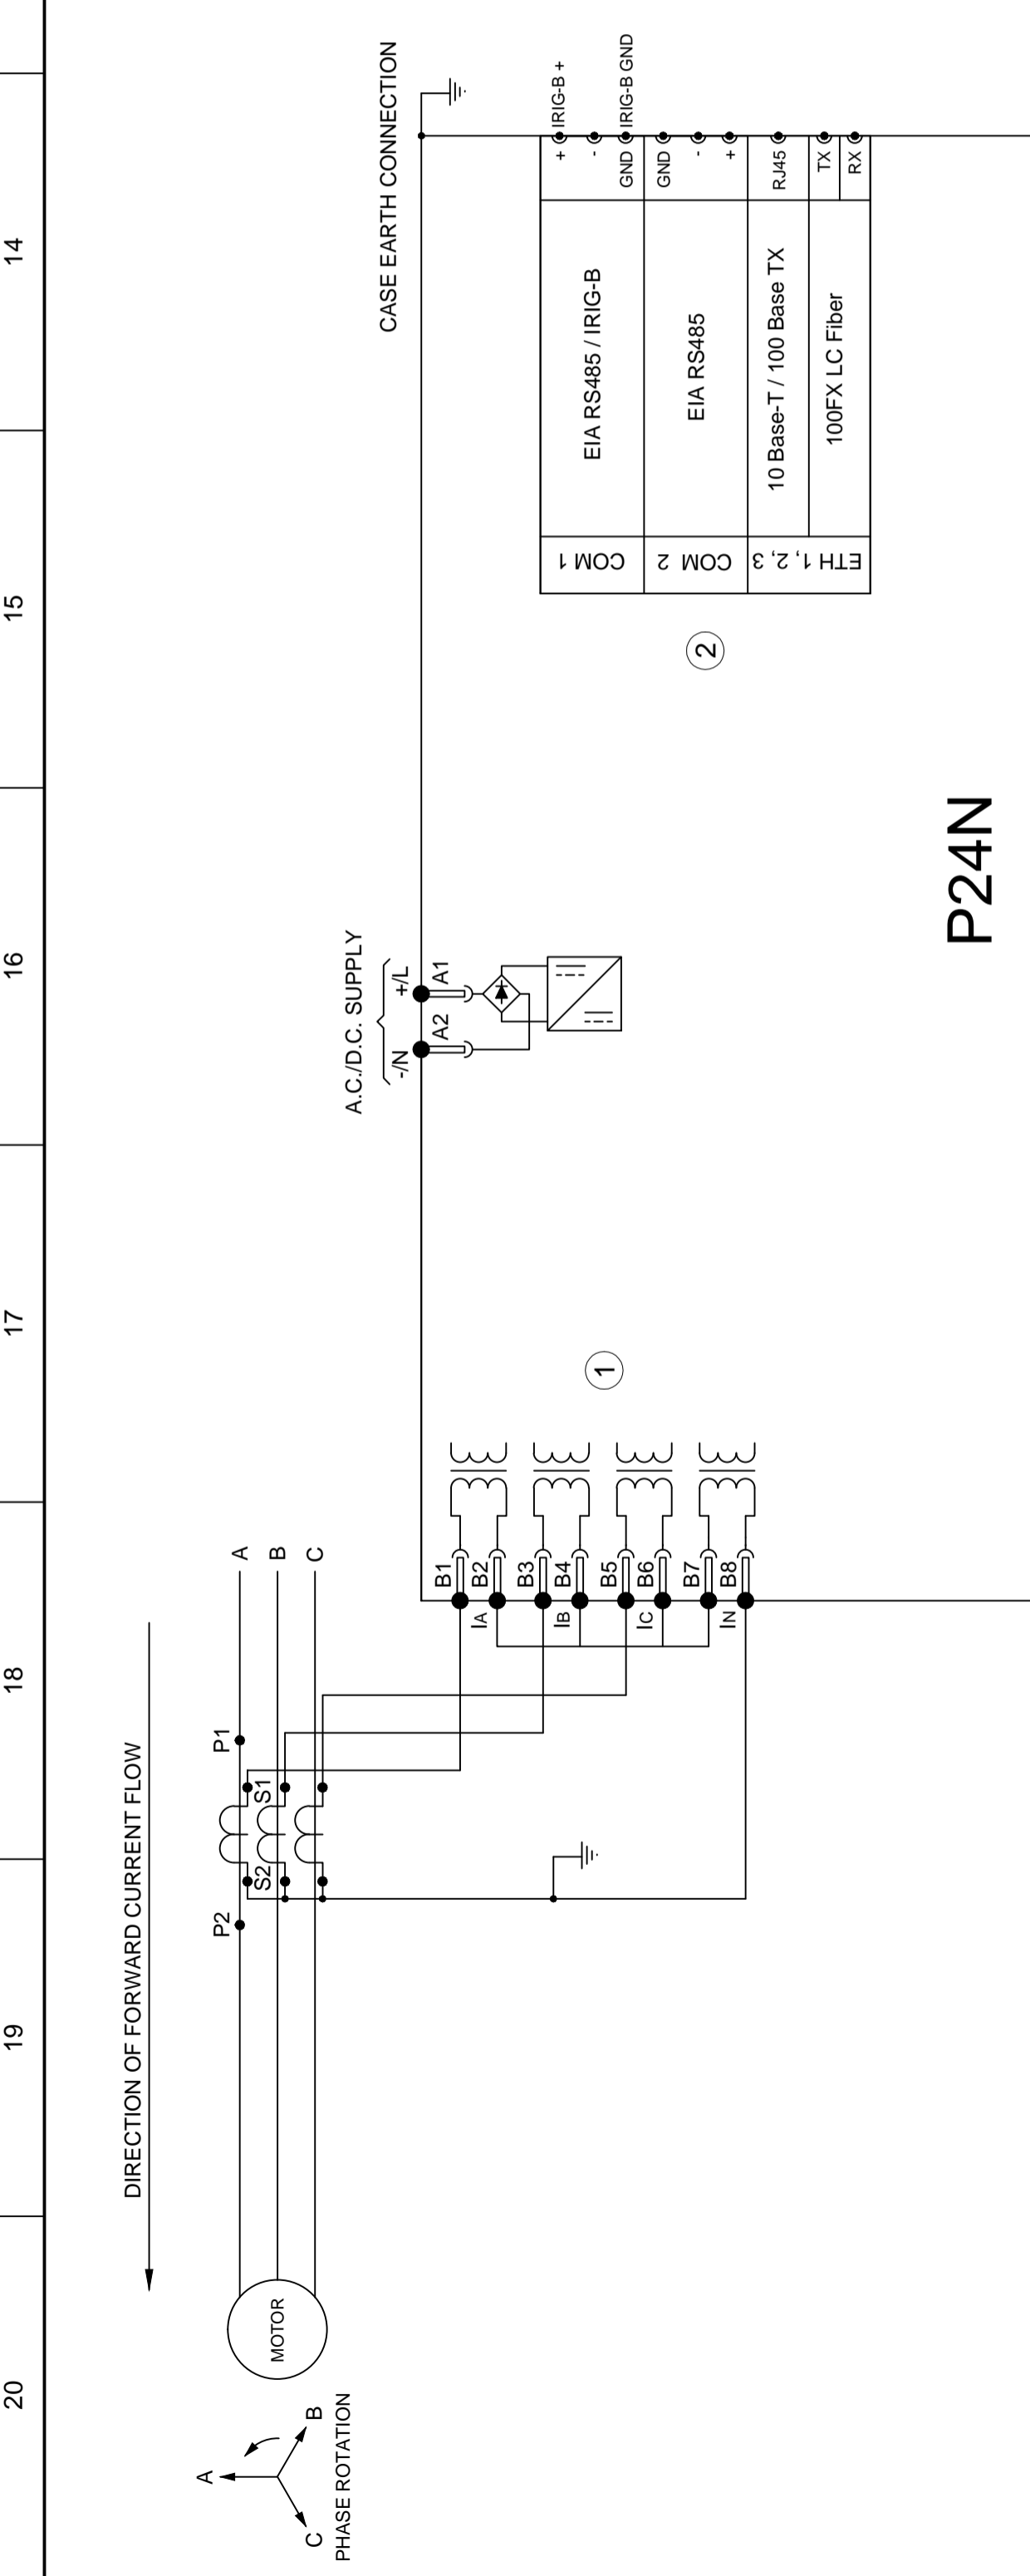 20
19
18
17
16
15
14
DIRECTION OF FORWARD CURRENT FLOW
A
B
C
PHASE ROTATION
MOTOR
P2
P1
S2
S1
A
B
C
IA
IB
IC
IN
B1
B2
B3
B4
B5
B6
B7
B8
1
A.C./D.C. SUPPLY
-/N
+/L
A2
A1
P24N
2
CASE EARTH CONNECTION
COM 1
EIA RS485 / IRIG-B
+
-
GND
IRIG-B +
IRIG-B GND
COM 2
EIA RS485
GND
-
+
ETH 1, 2, 3
10 Base-T / 100 Base TX
RJ45
100FX LC Fiber
TX
RX